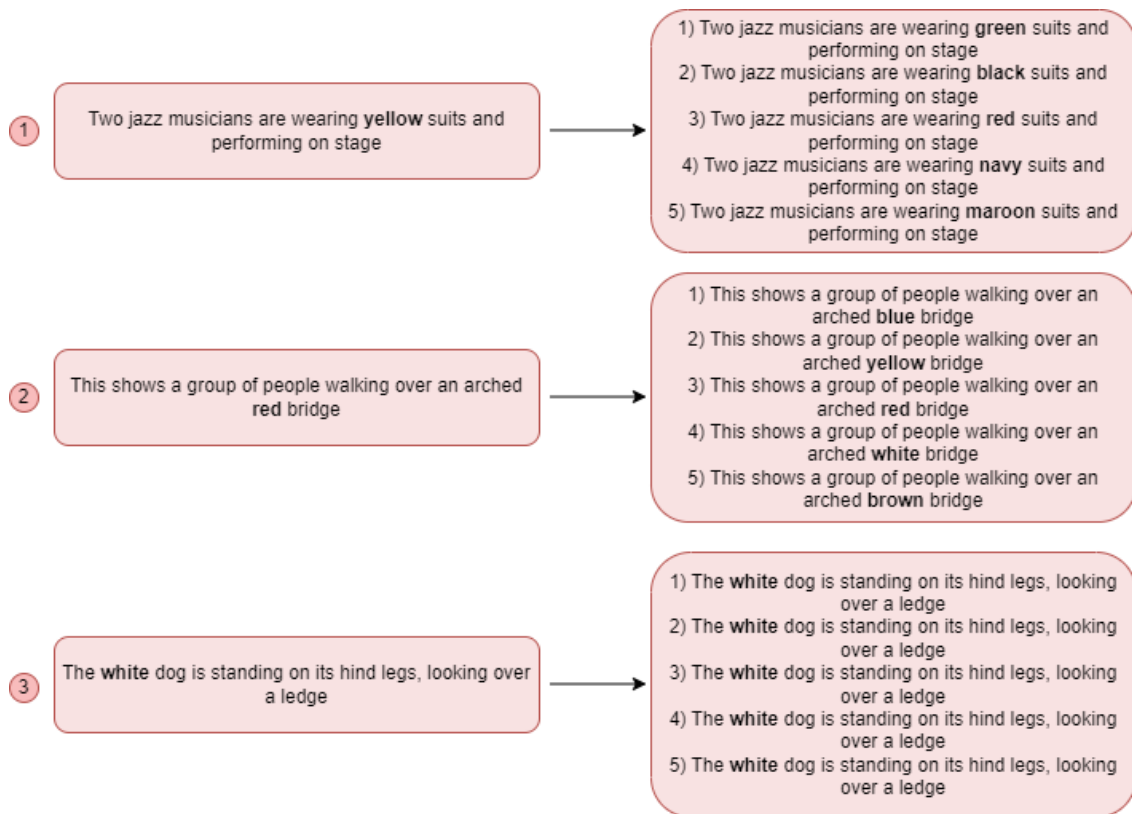 1
Two jazz musicians are wearing yellow suits and
performing on stage
1) Two jazz musicians are wearing green suits and
performing on stage
2) Two jazz musicians are wearing black suits and
performing on stage
3) Two jazz musicians are wearing red suits and
performing on stage
4) Two jazz musicians are wearing navy suits and
performing on stage
5) Two jazz musicians are wearing maroon suits and
performing on stage
2
This shows a group of people walking over an arched
red bridge
1) This shows a group of people walking over an
arched blue bridge
2) This shows a group of people walking over an
arched yellow bridge
3) This shows a group of people walking over an
arched red bridge
4) This shows a group of people walking over an
arched white bridge
5) This shows a group of people walking over an
arched brown bridge
3
The white dog is standing on its hind legs, looking over
a ledge
1) The white dog is standing on its hind legs, looking
over a ledge
2) The white dog is standing on its hind legs, looking
over a ledge
3) The white dog is standing on its hind legs, looking
over a ledge
4) The white dog is standing on its hind legs, looking
over a ledge
5) The white dog is standing on its hind legs, looking
over a ledge